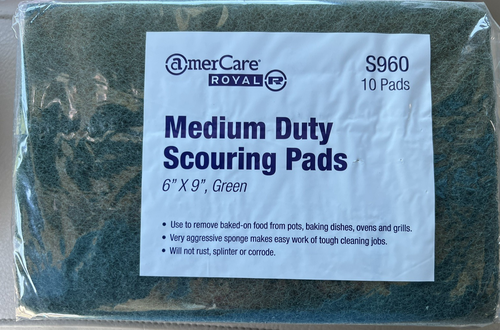 amerCare®
ROYAL R
S960
10 Pads
Medium Duty
Scouring Pads
6" X 9", Green
• Use to remove baked-on food from pots, baking dishes, ovens and grills.
• Very aggressive sponge makes easy work of tough cleaning jobs.
• Will not rust, splinter or corrode.